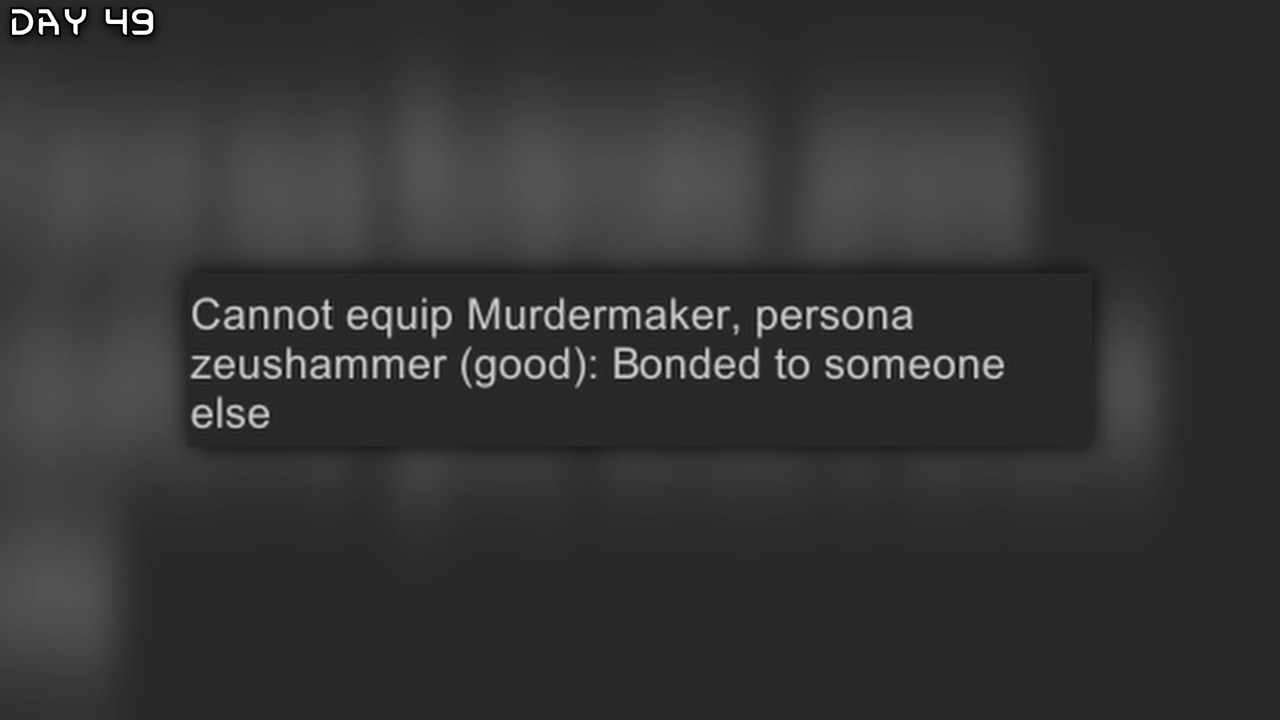 DAY 49
Cannot equip Murdermaker, persona
zeushammer (good): Bonded to someone
else